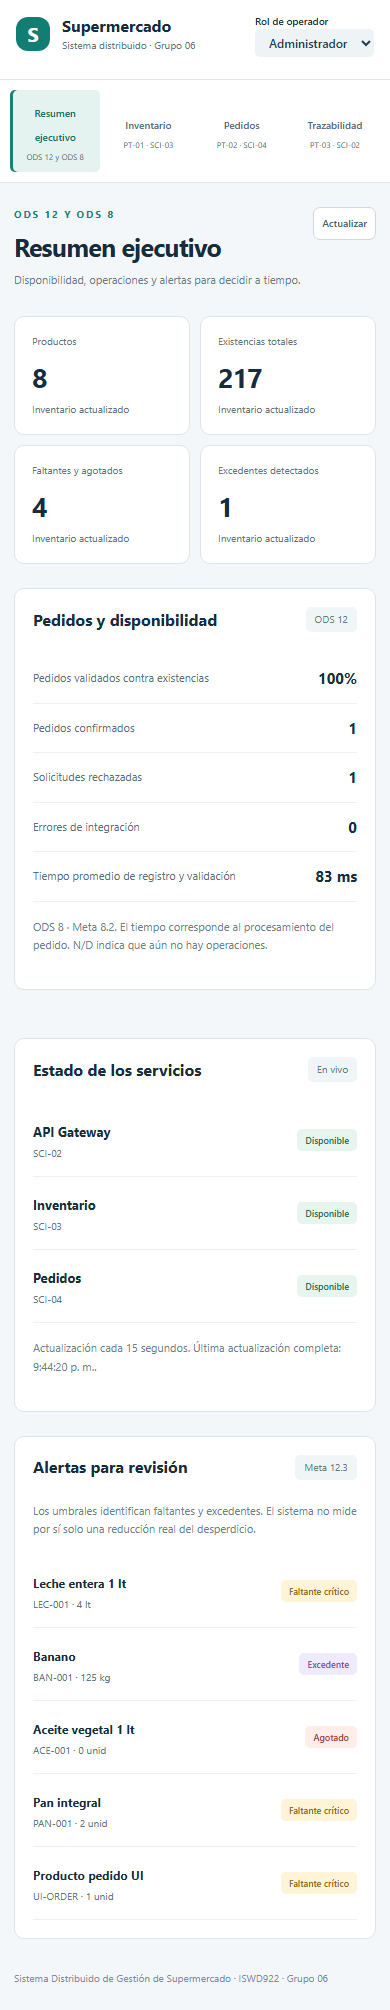 S
Supermercado
Sistema distribuido · Grupo 06
Rol de operador
Administrador
Resumen
ejecutivo
ODS 12 y ODS 8
Inventario
PT-01 · SCI-03
Pedidos
PT-02 · SCI-04
Trazabilidad
PT-03 · SCI-02
ODS 12 Y ODS 8
Resumen ejecutivo
Actualizar
Disponibilidad, operaciones y alertas para decidir a tiempo.
Productos
8
Inventario actualizado
Existencias totales
217
Inventario actualizado
Faltantes y agotados
4
Inventario actualizado
Excedentes detectados
1
Inventario actualizado
Pedidos y disponibilidad
ODS 12
Pedidos validados contra existencias
100%
Pedidos confirmados
1
Solicitudes rechazadas
1
Errores de integración
0
Tiempo promedio de registro y validación
83 ms
ODS 8 · Meta 8.2. El tiempo corresponde al procesamiento del
pedido. N/D indica que aún no hay operaciones.
Estado de los servicios
En vivo
API Gateway
SCI-02
Disponible
Inventario
SCI-03
Disponible
Pedidos
SCI-04
Disponible
Actualización cada 15 segundos. Última actualización completa:
9:44:20 p. m..
Alertas para revisión
Meta 12.3
Los umbrales identifican faltantes y excedentes. El sistema no mide
por sí solo una reducción real del desperdicio.
Leche entera 1 lt
LEC-001 · 4 lt
Faltante crítico
Banano
BAN-001 · 125 kg
Excedente
Aceite vegetal 1 lt
ACE-001 · 0 unid
Agotado
Pan integral
PAN-001 · 2 unid
Faltante crítico
Producto pedido UI
UI-ORDER · 1 unid
Faltante crítico
Sistema Distribuido de Gestión de Supermercado · ISWD922 · Grupo 06